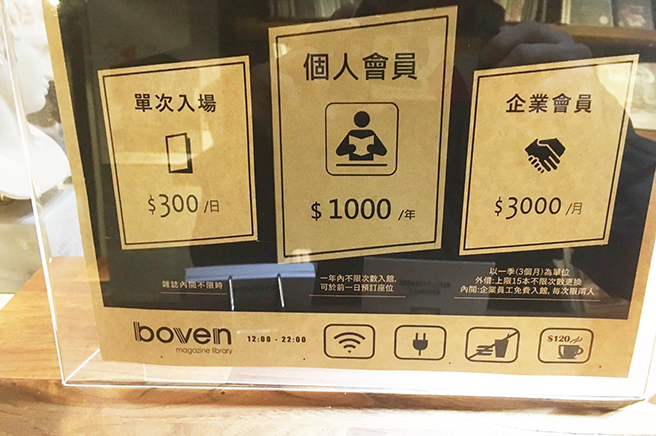 單次入場
$300 /日
雜誌內閱不限時
個人會員
$1000 /年
一年內不限次數入館,
可於前一日預訂座位
企業會員
$3000 /月
以一季(3個月)為單位
外借:上限15本不限次數更換
內閱:企業員工免費入館, 每次限兩人
boven
magazine library
12:00 - 22:00
$120